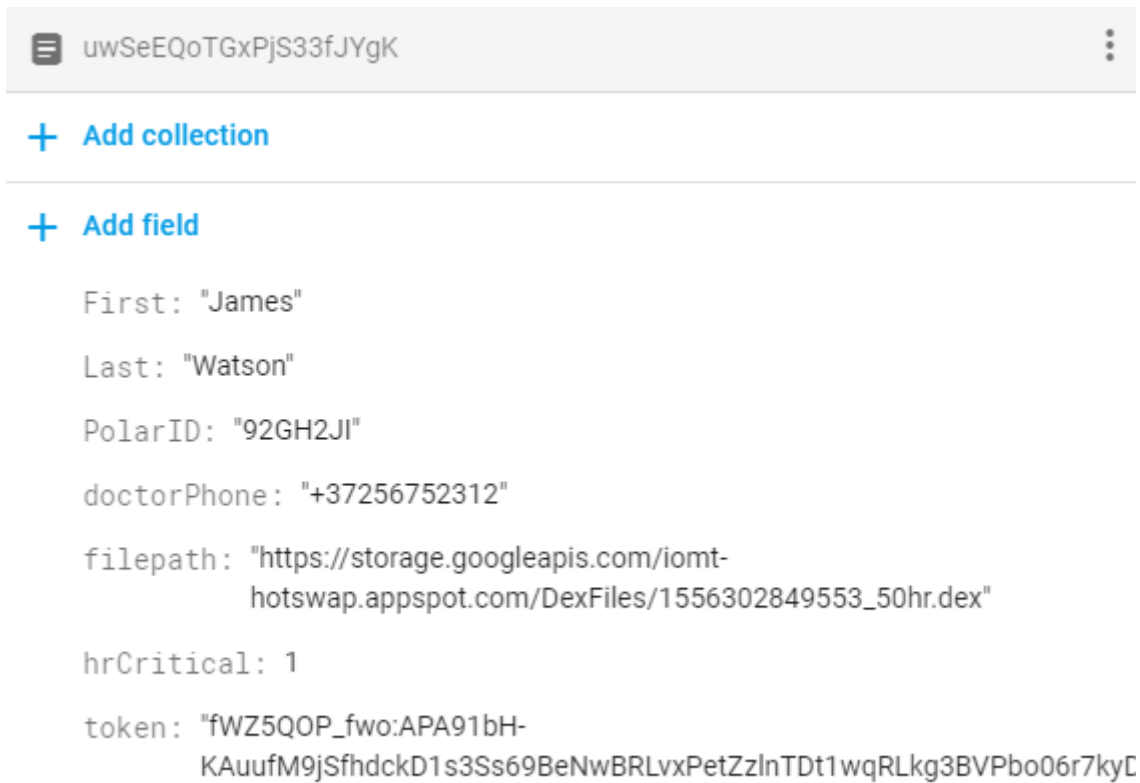 uwSeEQoTGxPjS33fJYgK
+ Add collection
+ Add field
First: "James"
Last: "Watson"
PolarID: "92GH2JI"
doctorPhone: "+37256752312"
filepath: "https://storage.googleapis.com/iomt-
hotswap.appspot.com/DexFiles/1556302849553_50hr.dex"
hrCritical: 1
token: "fWZ5QOP_fwo:APA91bH-
KAuufM9jSfhdckD1s3Ss69BeNwBRLvxPetZzlnTDt1wqRLkg3BVPbo06r7kyD